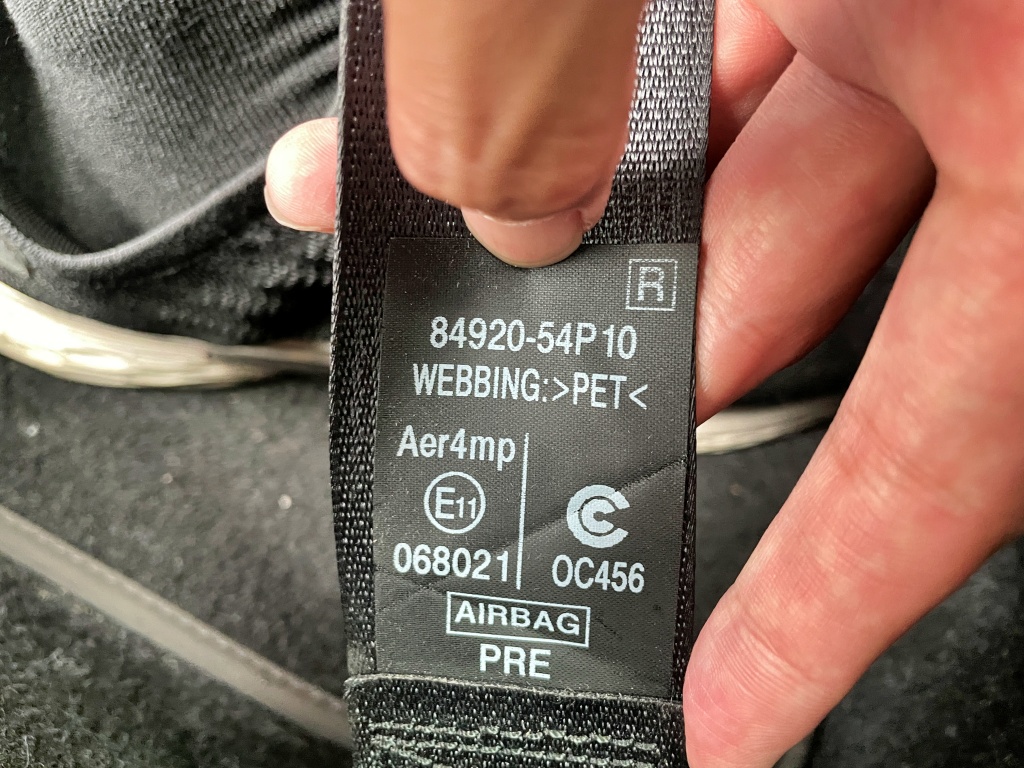 R
84920-54P10
WEBBING:>PET<
Aer4mp
E11
068021
C
OC456
AIRBAG
PRE